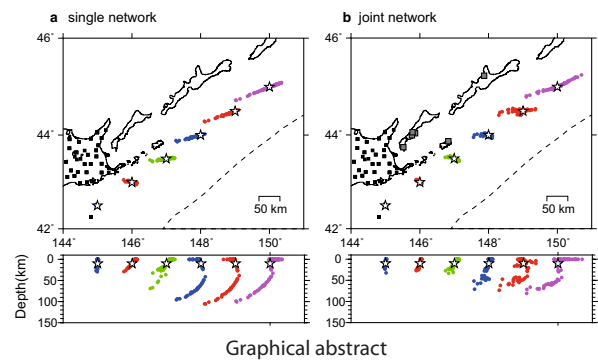 a single network
b joint network
46°
44°
42°
50 km
50 km
144° 146° 148° 150°
144° 146° 148° 150°
Depth(km)
0
50
100
150
0
50
100
150
Graphical abstract